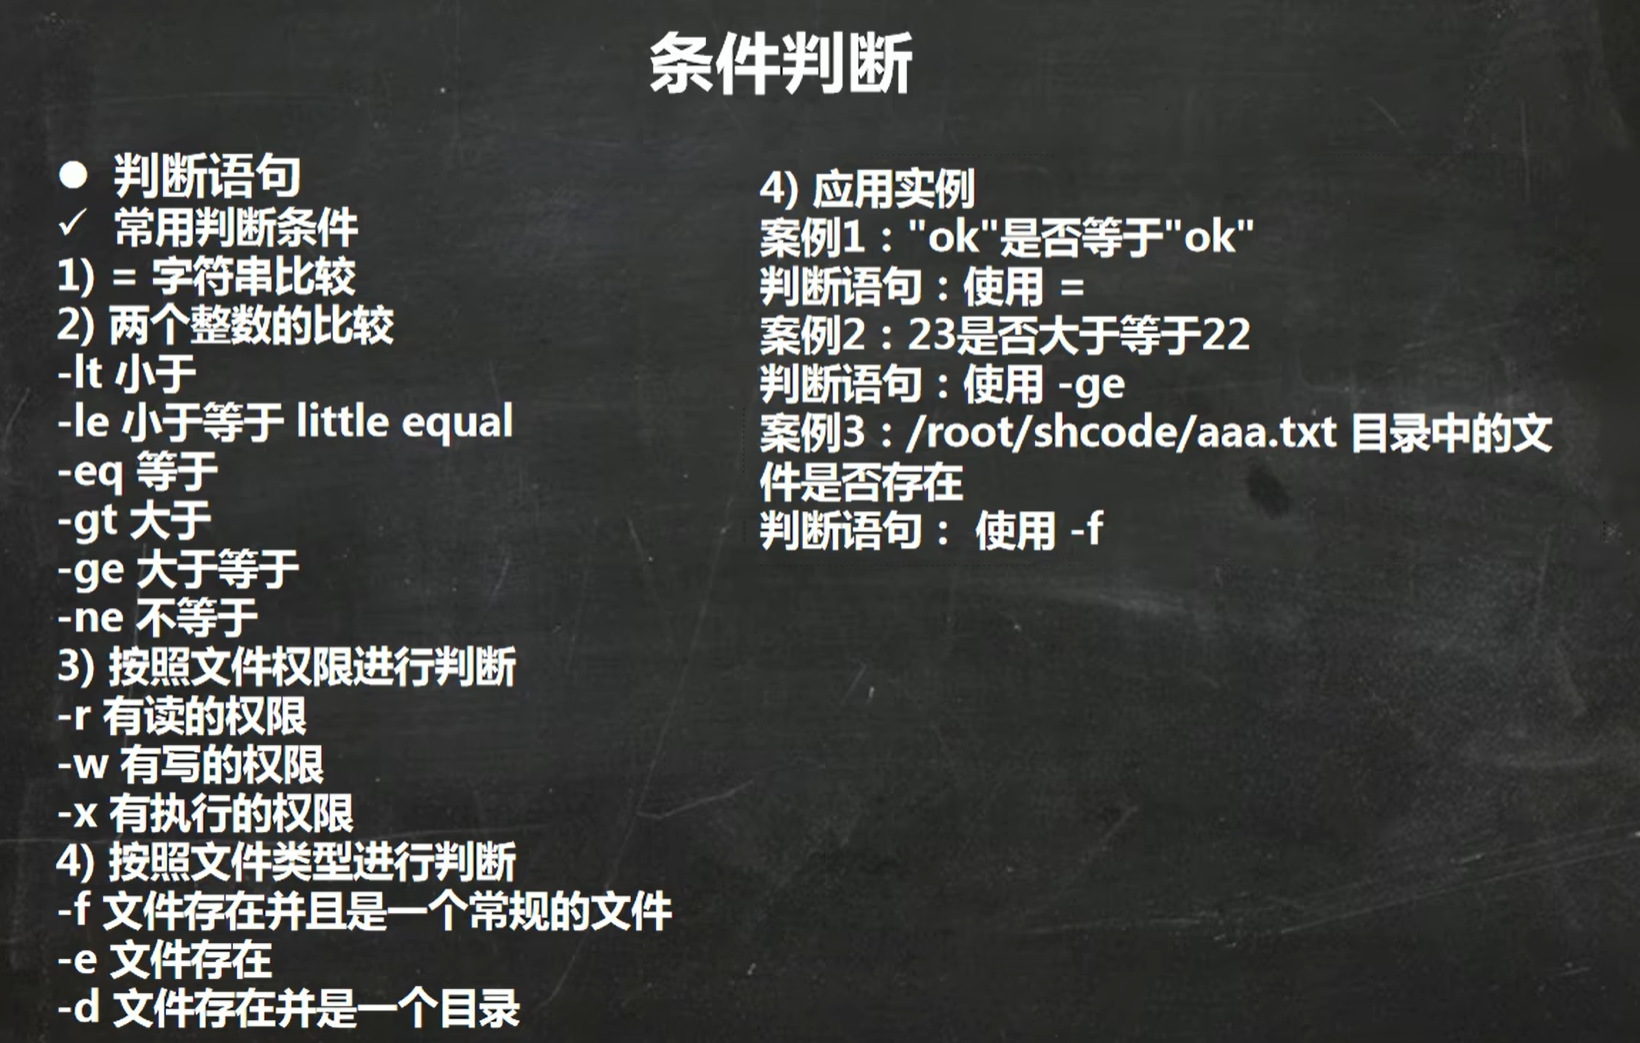 条件判断
● 判断语句
✓ 常用判断条件
1) = 字符串比较
2) 两个整数的比较
-lt 小于
-le 小于等于 little equal
-eq 等于
-gt 大于
-ge 大于等于
-ne 不等于
3) 按照文件权限进行判断
-r 有读的权限
-w 有写的权限
-x 有执行的权限
4) 按照文件类型进行判断
-f 文件存在并且是一个常规的文件
-e 文件存在
-d 文件存在并是一个目录
4) 应用实例
案例1："ok"是否等于"ok"
判断语句：使用 =
案例2：23是否大于等于22
判断语句：使用 -ge
案例3：/root/shcode/aaa.txt 目录中的文
件是否存在
判断语句： 使用 -f